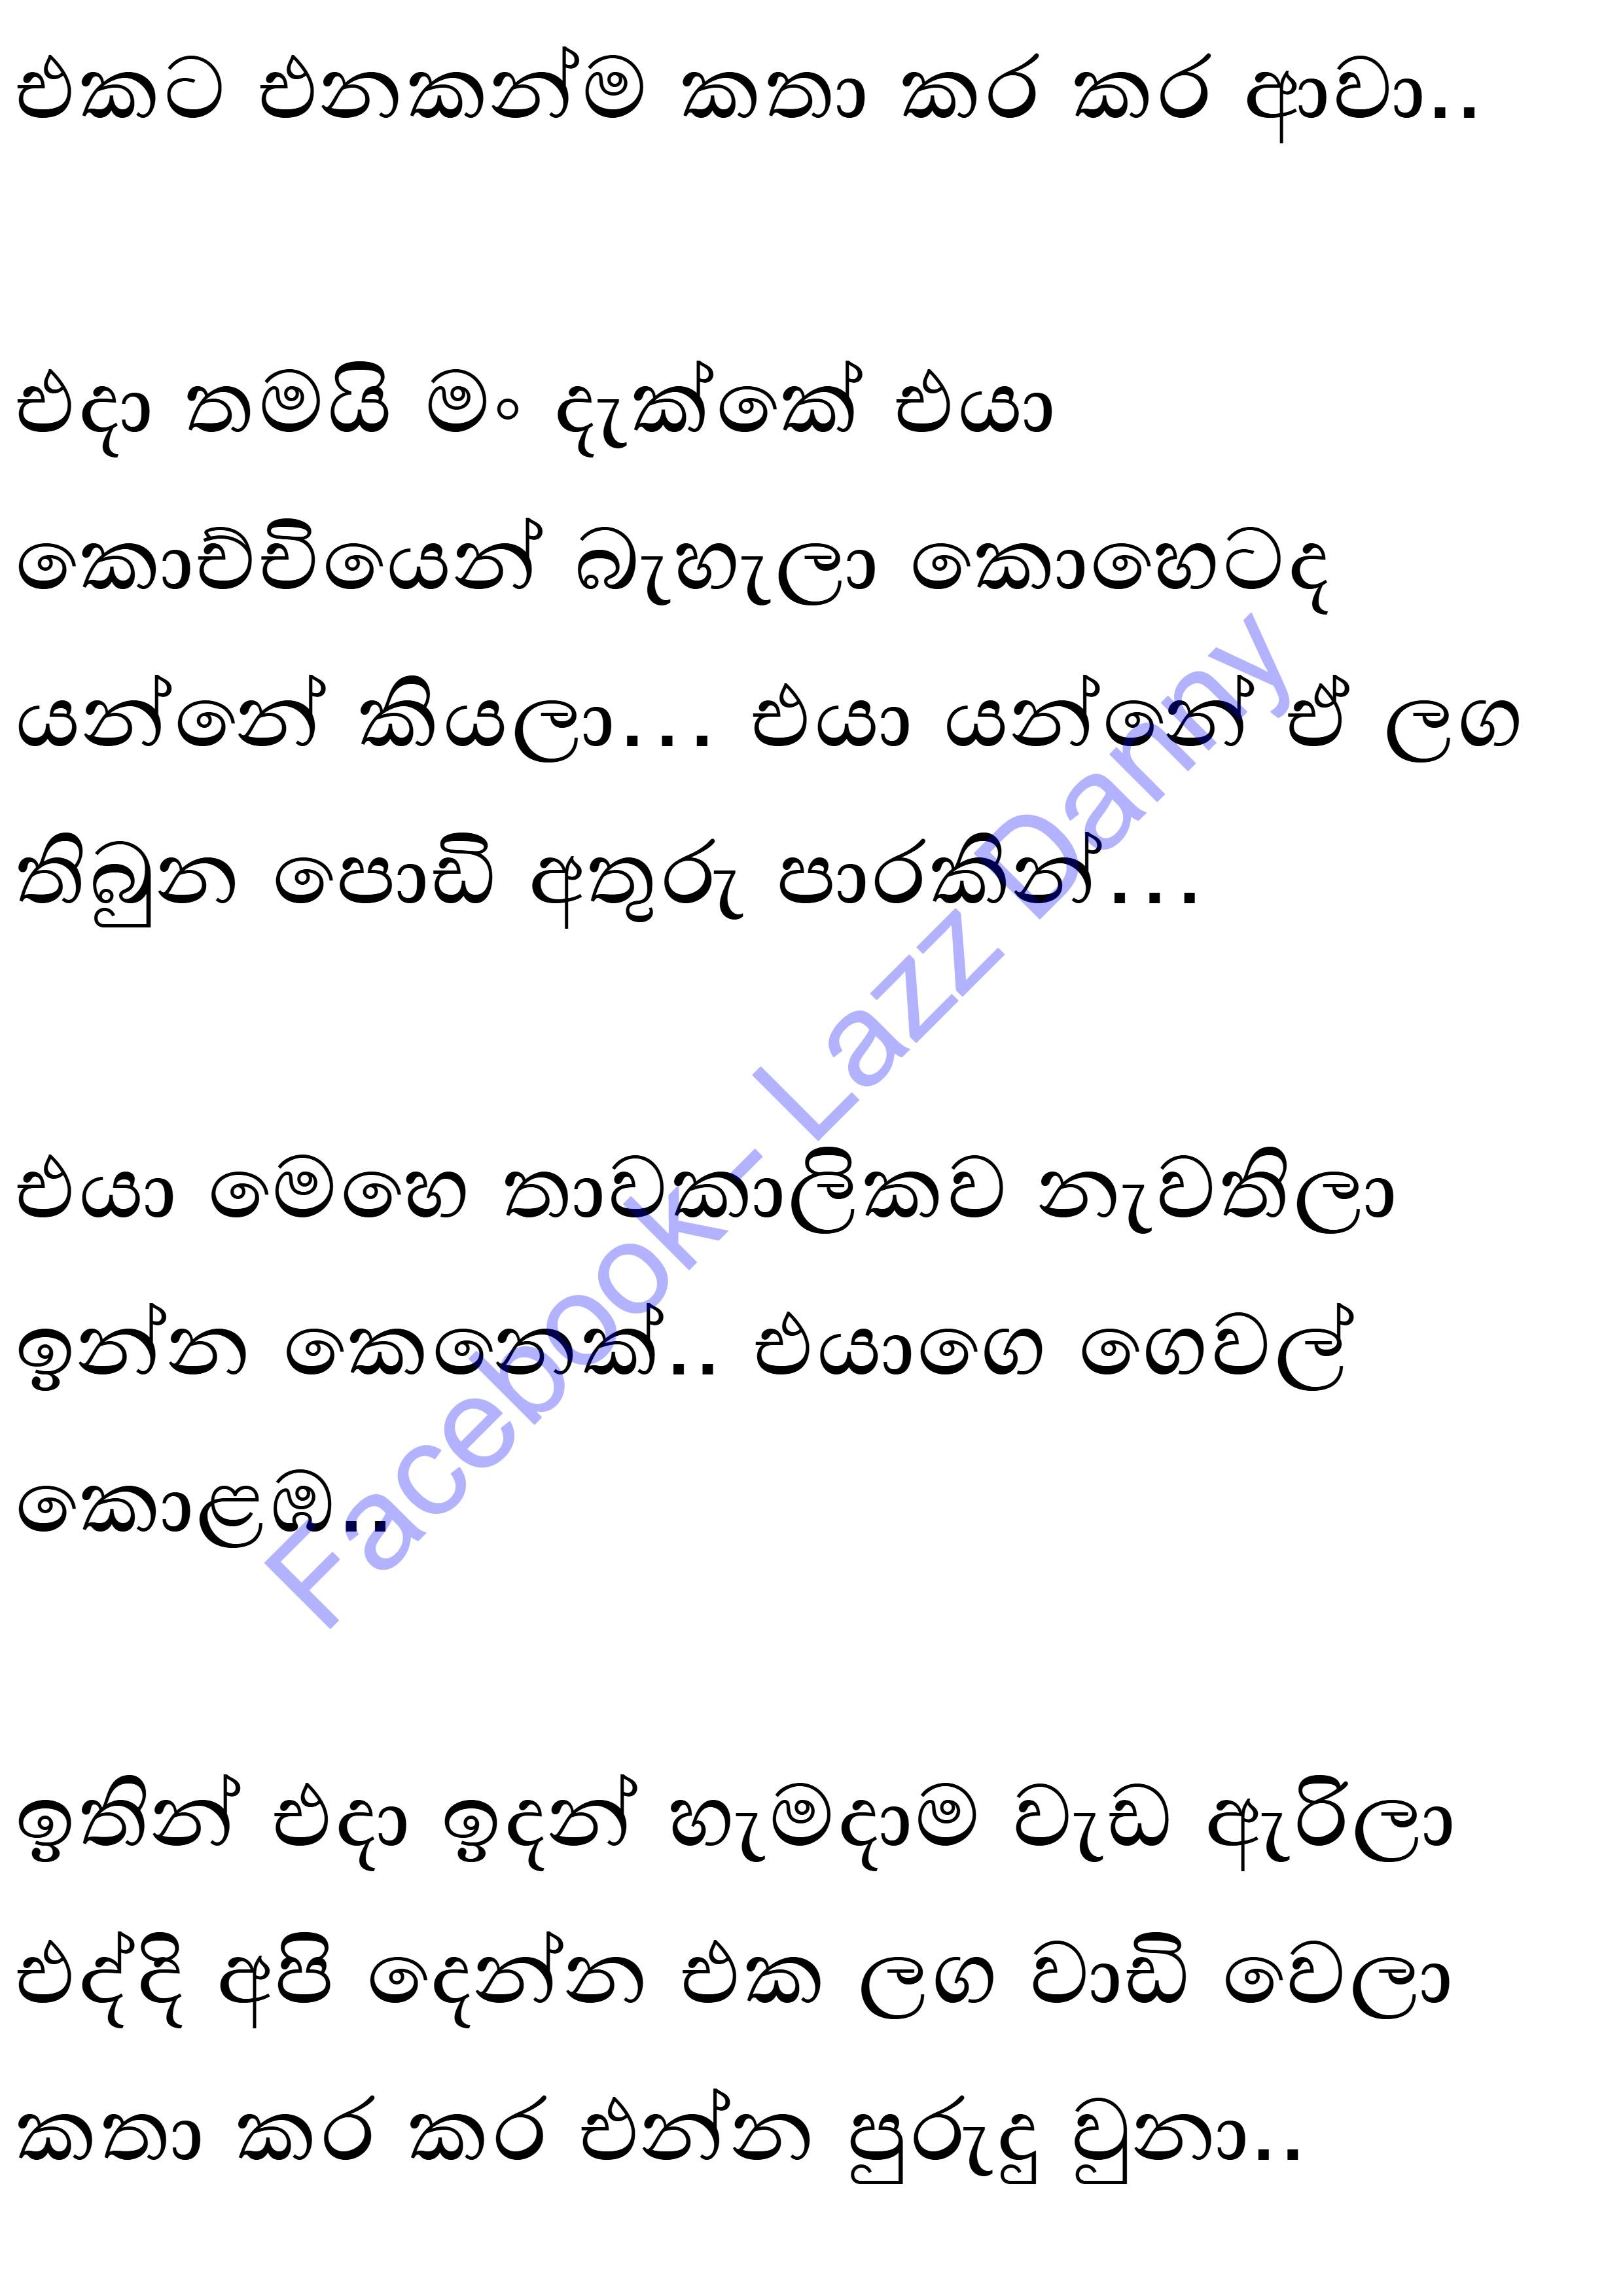 එකට එනකන්ම කතා කර කර ආවා..
එදා තමයි මං දැක්කේ එයා
කොච්චියෙන් බැහැලා කොහෙටද
යන්නේ කියලා... එයා යන්නේ ඒ ලග
තිබුන පොඩි අතුරු පාරකින්...
එයා මෙහෙ තාවකාලිකව නැවතිලා
ඉන්න කෙනෙක්.. එයාගෙ ගෙවල්
කොළඹ..
ඉතින් එදා ඉදන් හැමදාම වැඩ ඇරිලා
එද්දි අපි දෙන්න එක ලග වාඩි වෙලා
කතා කර කර එන්න පුරුදු වුනා..
Facebook- Lazz Danny